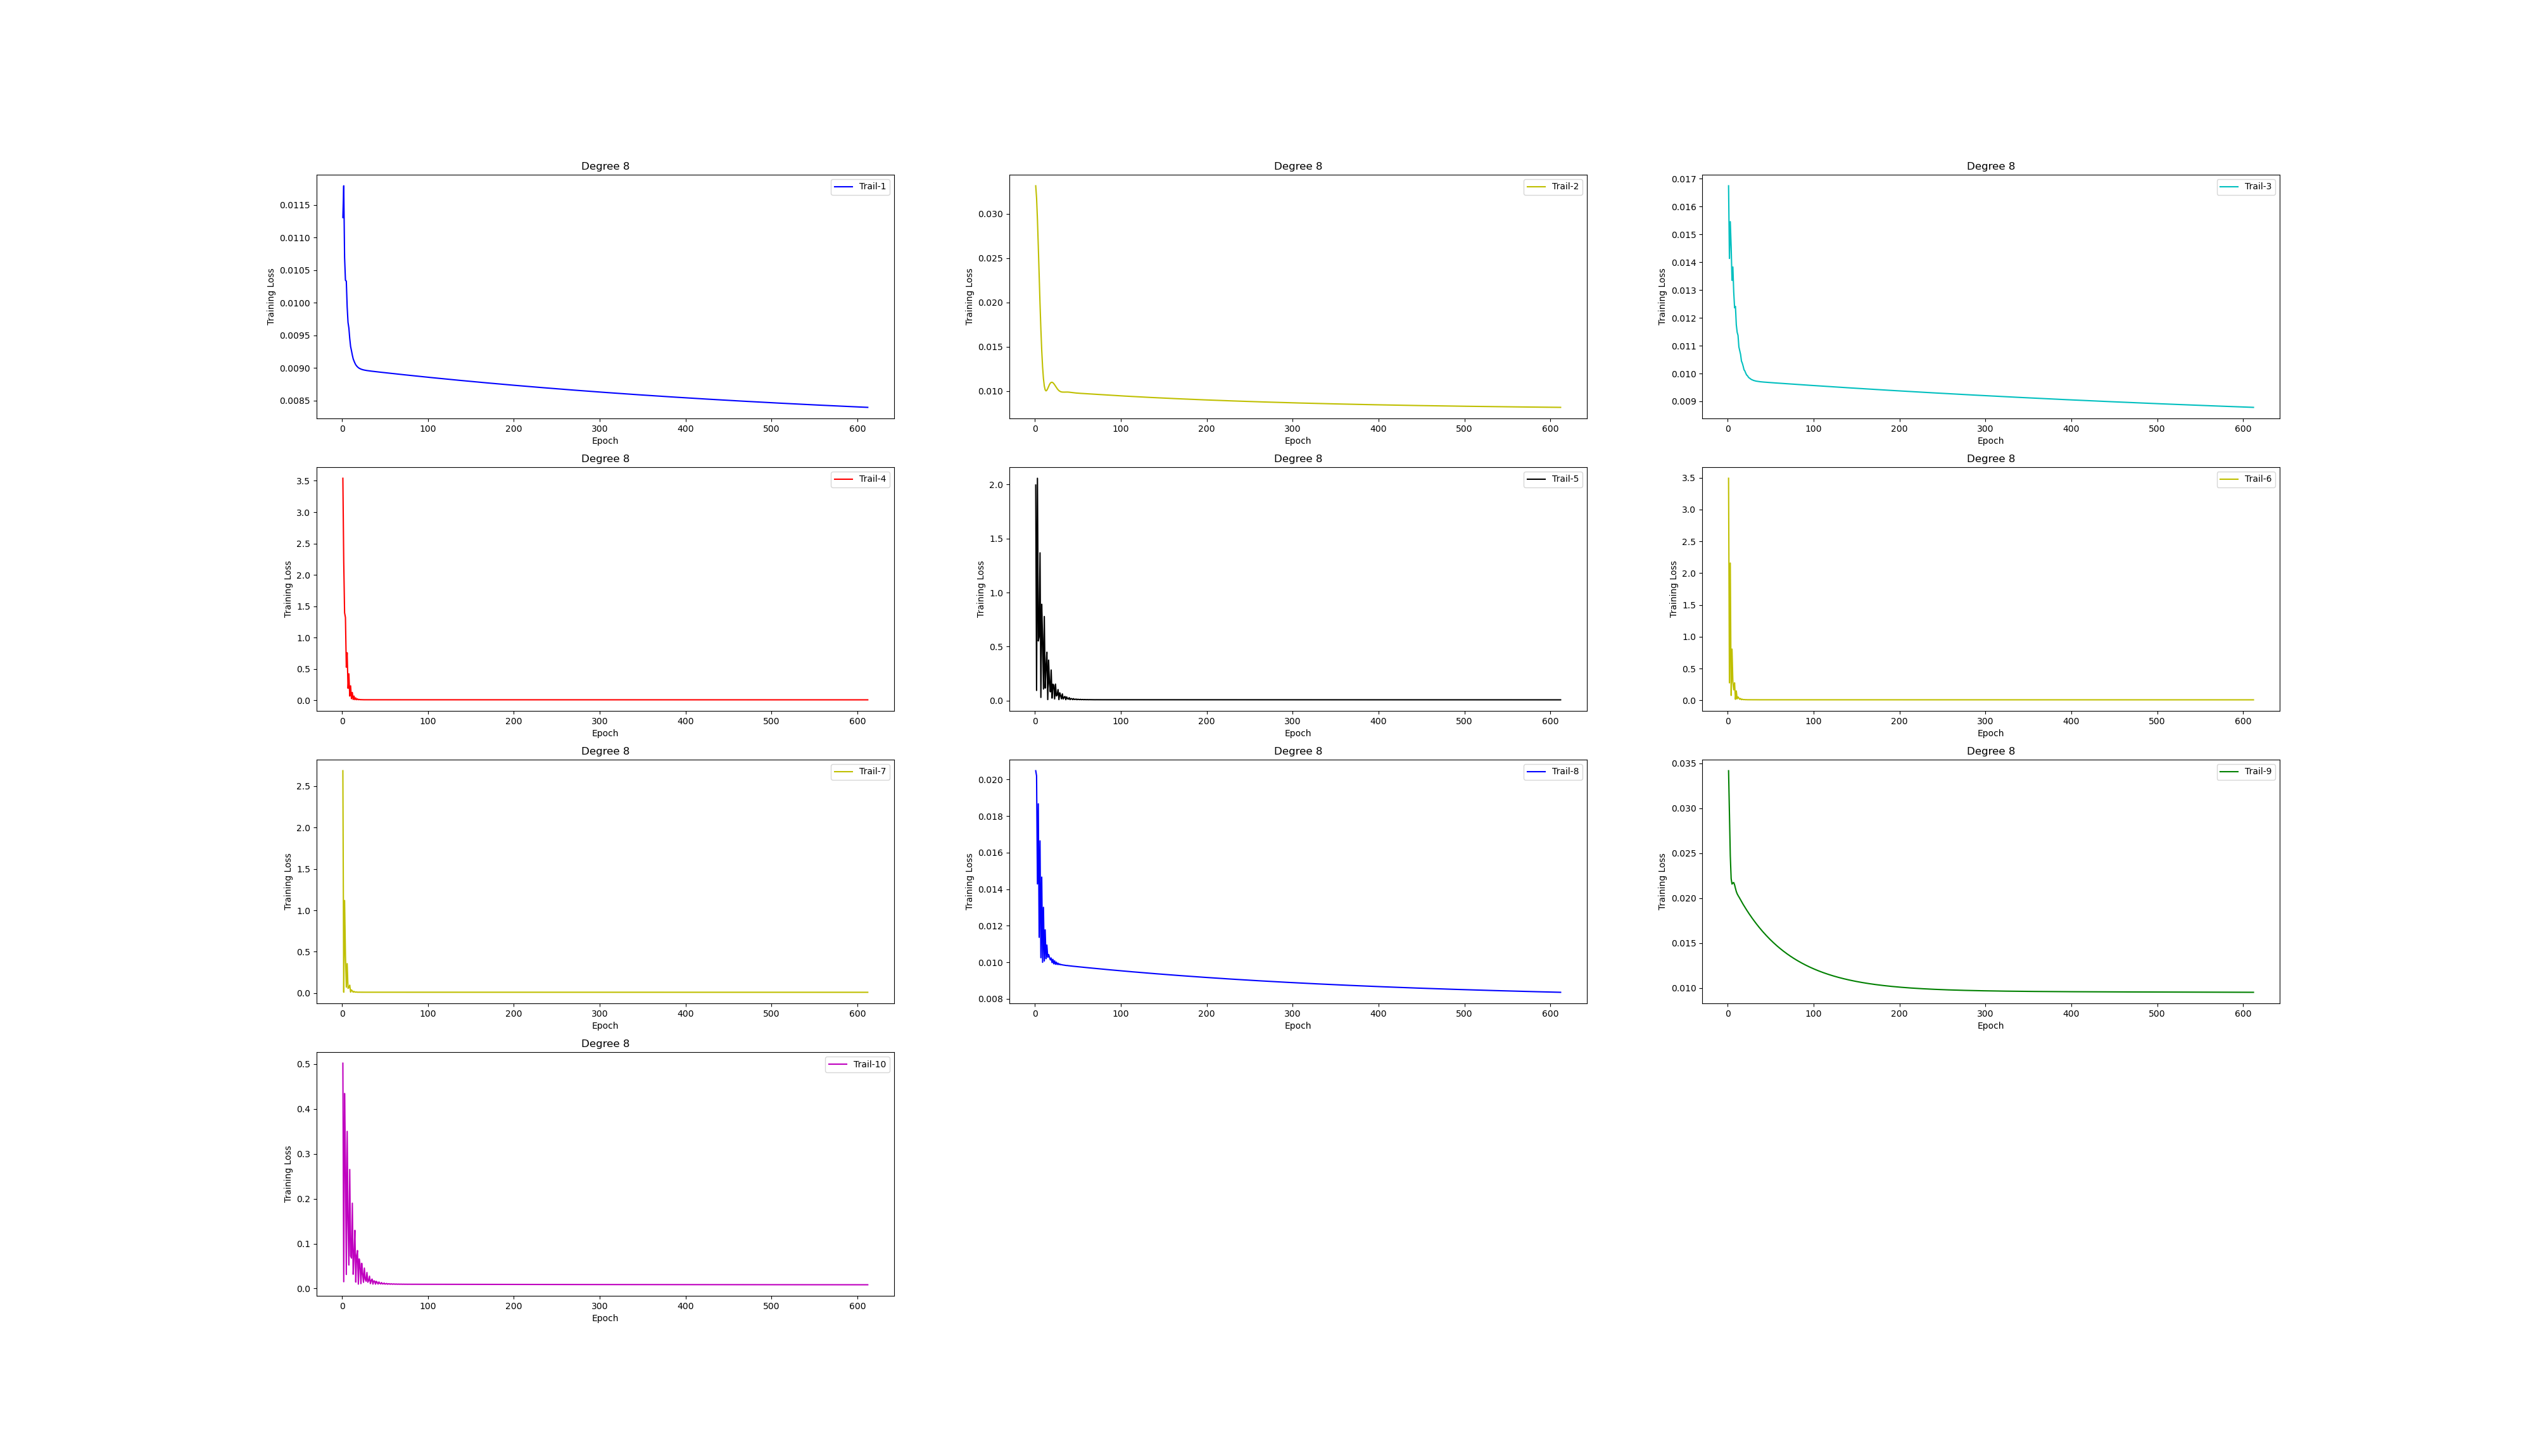 Degree 8
Trail-1
0.0115
0.0110
0.0105
0.0100
0.0095
0.0090
0.0085
Training Loss
0 100 200 300 400 500 600
Epoch
Degree 8
Trail-2
0.030
0.025
0.020
0.015
0.010
Training Loss
0 100 200 300 400 500 600
Epoch
Degree 8
Trail-3
0.017
0.016
0.015
0.014
0.013
0.012
0.011
0.010
0.009
Training Loss
0 100 200 300 400 500 600
Epoch
Degree 8
Trail-4
3.5
3.0
2.5
2.0
1.5
1.0
0.5
0.0
Training Loss
0 100 200 300 400 500 600
Epoch
Degree 8
Trail-5
2.0
1.5
1.0
0.5
0.0
Training Loss
0 100 200 300 400 500 600
Epoch
Degree 8
Trail-6
3.5
3.0
2.5
2.0
1.5
1.0
0.5
0.0
Training Loss
0 100 200 300 400 500 600
Epoch
Degree 8
Trail-7
2.5
2.0
1.5
1.0
0.5
0.0
Training Loss
0 100 200 300 400 500 600
Epoch
Degree 8
Trail-8
0.020
0.018
0.016
0.014
0.012
0.010
0.008
Training Loss
0 100 200 300 400 500 600
Epoch
Degree 8
Trail-9
0.035
0.030
0.025
0.020
0.015
0.010
Training Loss
0 100 200 300 400 500 600
Epoch
Degree 8
Trail-10
0.5
0.4
0.3
0.2
0.1
0.0
Training Loss
0 100 200 300 400 500 600
Epoch